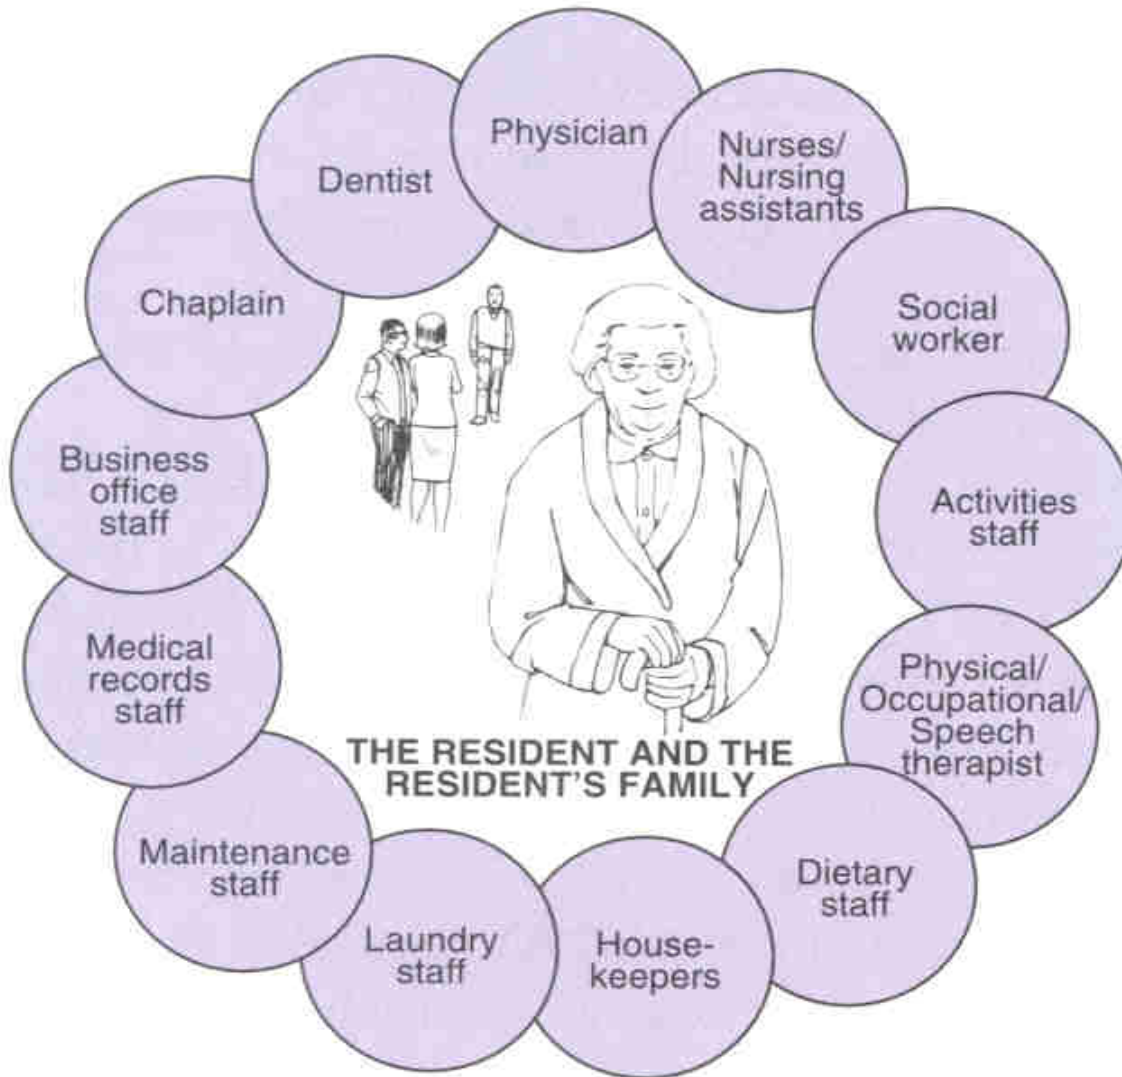 Physician
Nurses/
Nursing
assistants
Social
worker
Activities
staff
Physical/
Occupational/
Speech
therapist
Dietary
staff
House-
keepers
Laundry
staff
Maintenance
staff
Medical
records
staff
Business
office
staff
Chaplain
Dentist
THE RESIDENT AND THE
RESIDENT'S FAMILY